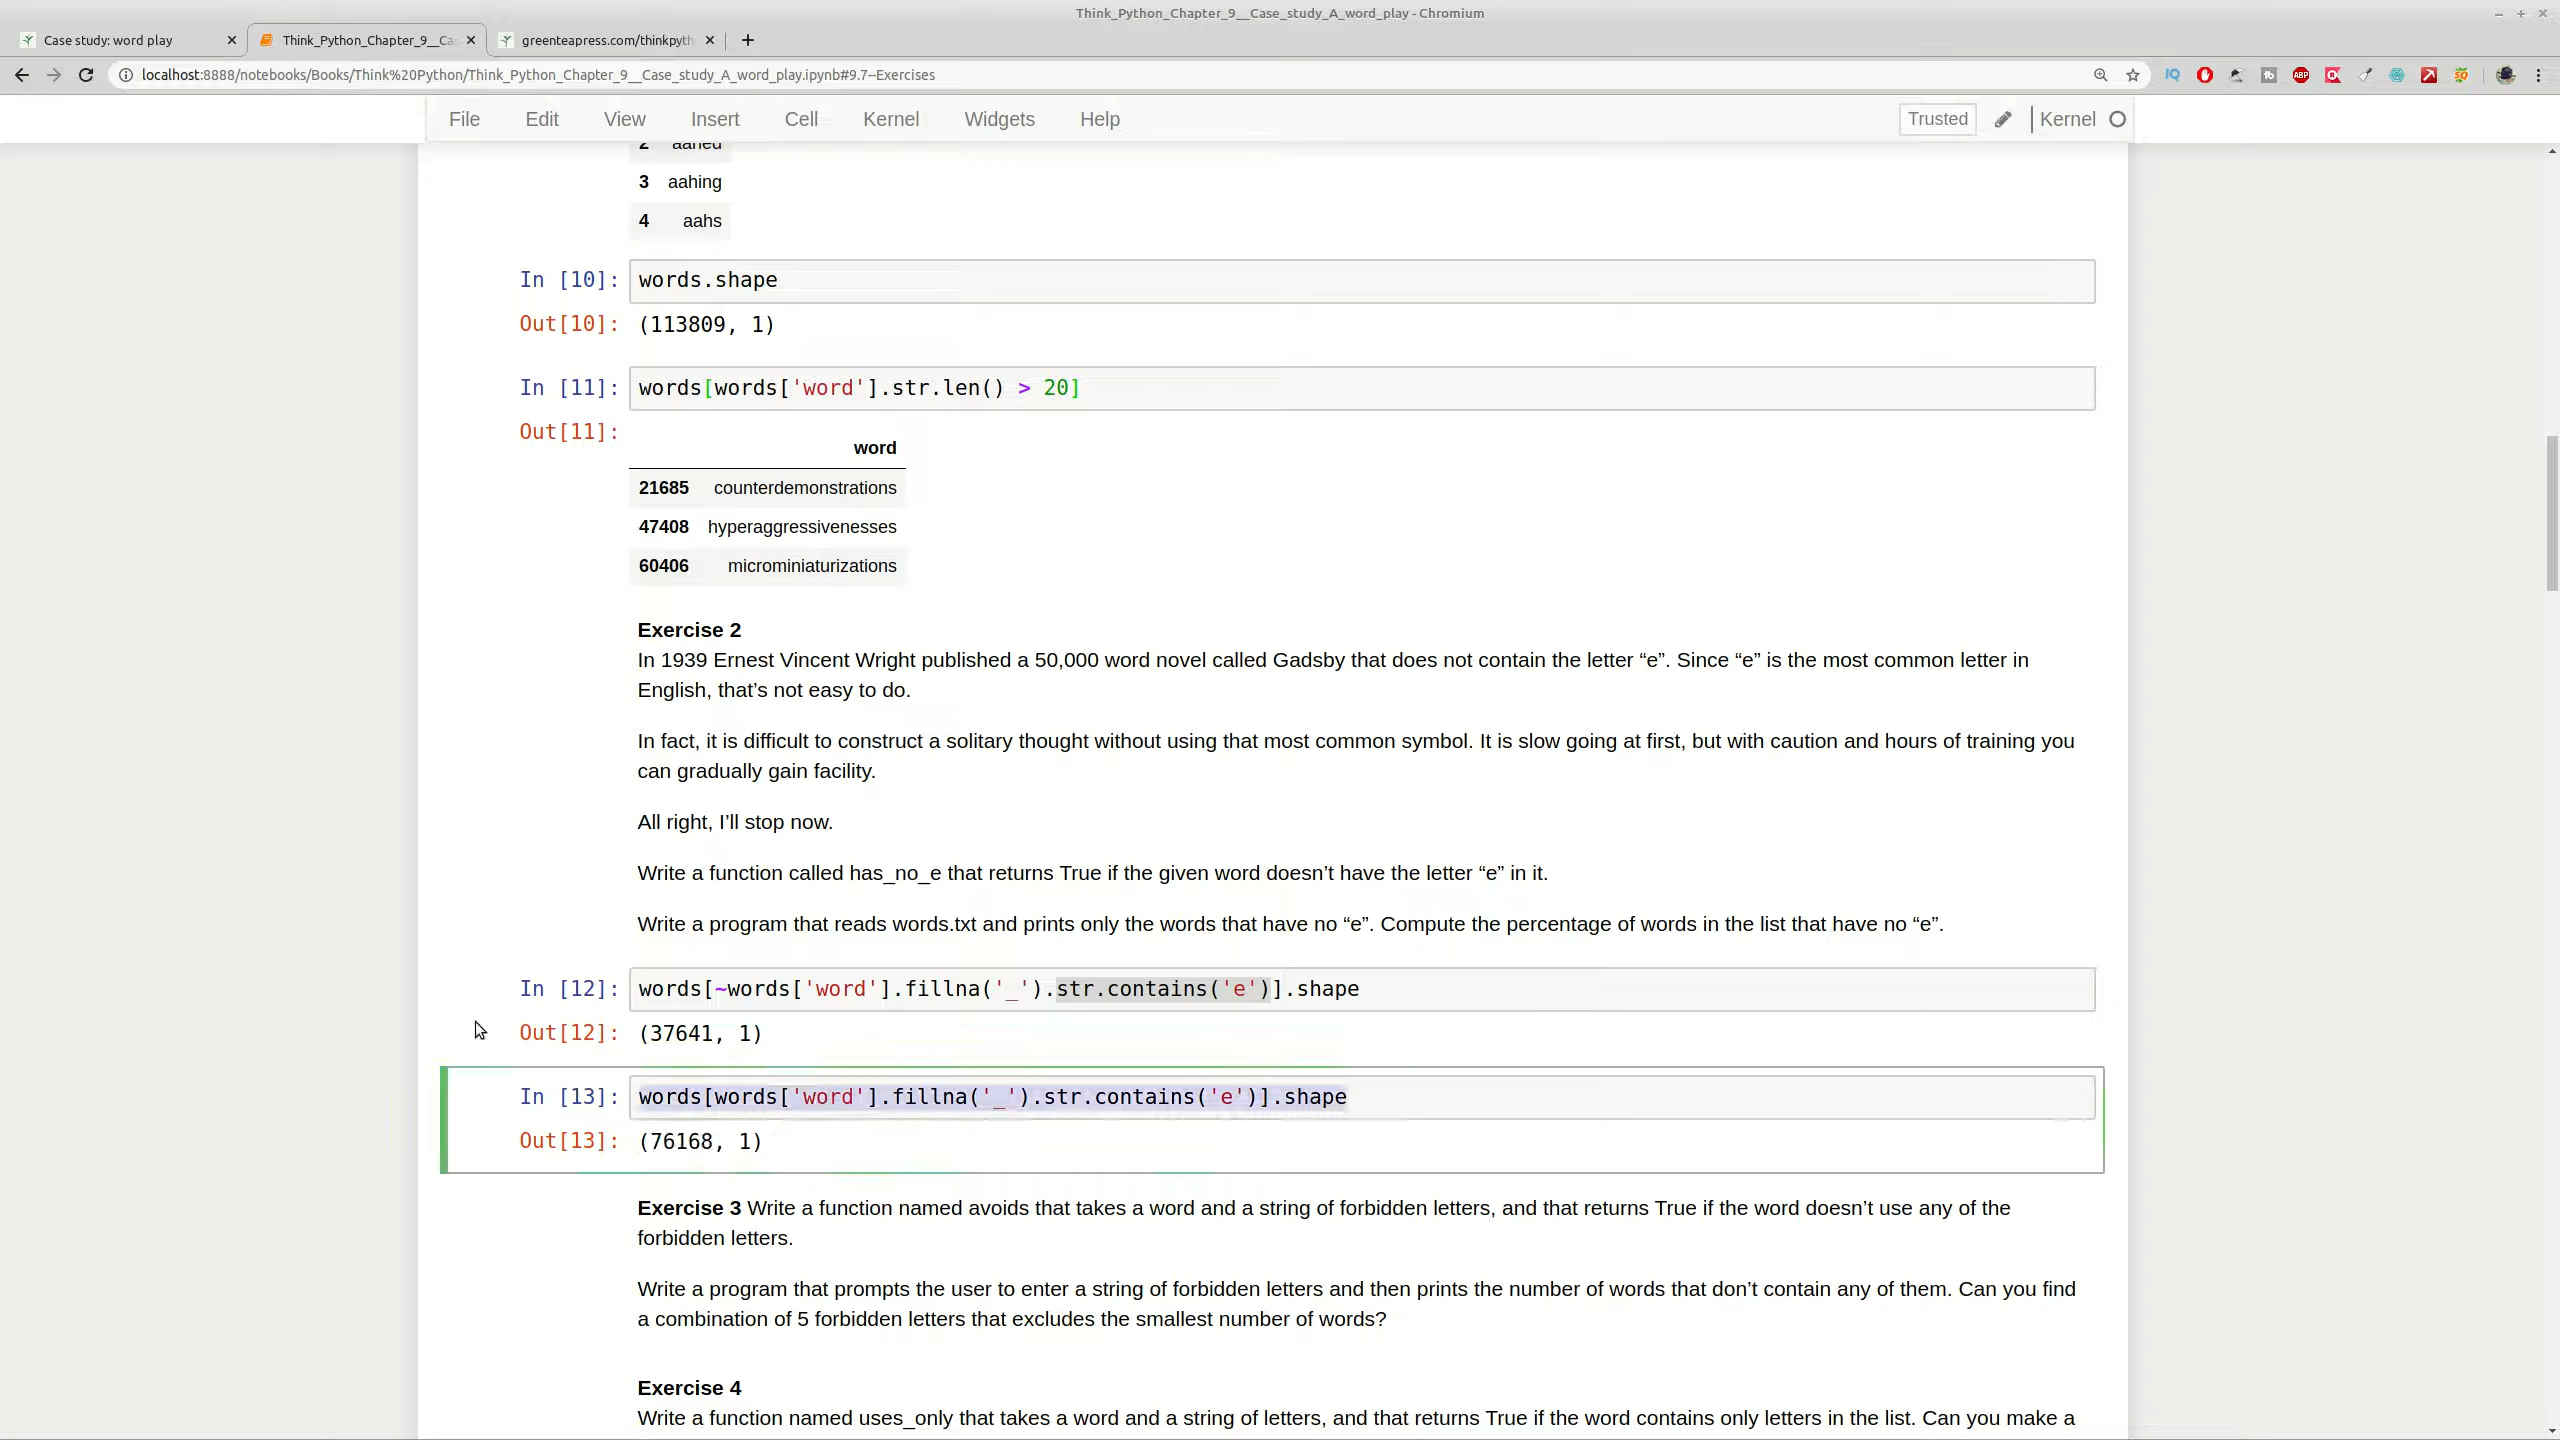 Think_Python_Chapter_9__Case_study_A_word_play - Chromium
Case study: word play
Think_Python_Chapter_9__Ca
greenteapress.com/thinkpyth
localhost:8888/notebooks/Books/Think%20Python/Think_Python_Chapter_9__Case_study_A_word_play.ipynb#9.7--Exercises
File Edit View Insert Cell Kernel Widgets Help Trusted Kernel
2 aahed
3 aahing
4 aahs
In [10]: words.shape
Out[10]: (113809, 1)
In [11]: words[words['word'].str.len() > 20]
Out[11]:
word
21685 counterdemonstrations
47408 hyperaggressivenesses
60406 microminiaturizations
Exercise 2
In 1939 Ernest Vincent Wright published a 50,000 word novel called Gadsby that does not contain the letter “e”. Since “e” is the most common letter in
English, that’s not easy to do.
In fact, it is difficult to construct a solitary thought without using that most common symbol. It is slow going at first, but with caution and hours of training you
can gradually gain facility.
All right, I’ll stop now.
Write a function called has_no_e that returns True if the given word doesn’t have the letter “e” in it.
Write a program that reads words.txt and prints only the words that have no “e”. Compute the percentage of words in the list that have no “e”.
In [12]: words[~words['word'].fillna('_').str.contains('e')].shape
Out[12]: (37641, 1)
In [13]: words[words['word'].fillna('_').str.contains('e')].shape
Out[13]: (76168, 1)
Exercise 3 Write a function named avoids that takes a word and a string of forbidden letters, and that returns True if the word doesn’t use any of the
forbidden letters.
Write a program that prompts the user to enter a string of forbidden letters and then prints the number of words that don’t contain any of them. Can you find
a combination of 5 forbidden letters that excludes the smallest number of words?
Exercise 4
Write a function named uses_only that takes a word and a string of letters, and that returns True if the word contains only letters in the list. Can you make a